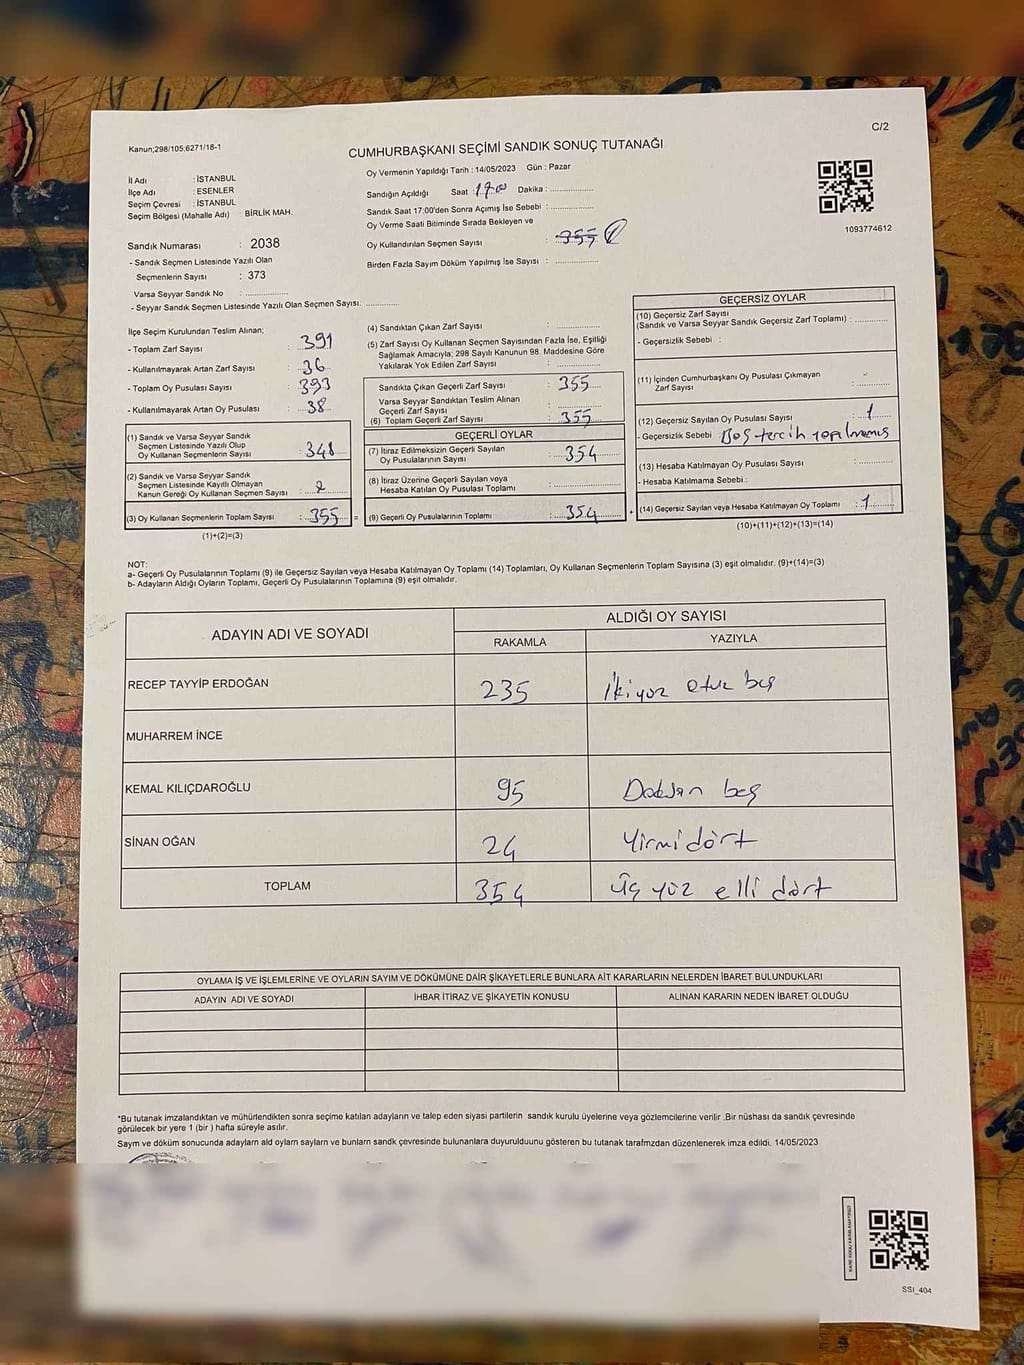 C/2
Kanun;298/105;6271/18-1
CUMHURBAŞKANI SEÇİMİ SANDIK SONUÇ TUTANAĞI
İl Adı : İSTANBUL
İlçe Adı : ESENLER
Seçim Çevresi : İSTANBUL
Seçim Bölgesi (Mahalle Adı) : BİRLİK MAH.
Sandık Numarası : 2038
- Sandık Seçmen Listesinde Yazılı Olan
Seçmenlerin Sayısı : 373
Varsa Seyyar Sandık No :
- Seyyar Sandık Seçmen Listesinde Yazılı Olan Seçmen Sayısı:
Oy Vermenin Yapıldığı Tarih : 14/05/2023 Gün : Pazar
Sandığın Açıldığı Saat : 17 00 Dakika :
Sandık Saat 17:00'den Sonra Açımış İse Sebebi :
Oy Verme Saati Bitiminde Sırada Bekleyen ve
Oy Kullandırılan Seçmen Sayısı : 355
Birden Fazla Sayım Döküm Yapılmış İse Sayısı :
1093774612
İlçe Seçim Kurulundan Teslim Alınan;
- Toplam Zarf Sayısı : 391
- Kullanılmayarak Artan Zarf Sayısı : 36
- Toplam Oy Pusulası Sayısı : 393
- Kullanılmayarak Artan Oy Pusulası : 38
(1) Sandık ve Varsa Seyyar Sandık
Seçmen Listesinde Yazılı Olup
Oy Kullanan Seçmenlerin Sayısı : 348
(2) Sandık ve Varsa Seyyar Sandık
Seçmen Listesinde Kayıtlı Olmayan
Kanun Gereği Oy Kullanan Seçmen Sayısı :
(3) Oy Kullanan Seçmenlerin Toplam Sayısı : 355 =
(1)+(2)=(3)
(4) Sandıktan Çıkan Zarf Sayısı :
(5) Zarf Sayısı Oy Kullanan Seçmen Sayısından Fazla İse, Eşitliği
Sağlamak Amacıyla; 298 Sayılı Kanunun 98. Maddesine Göre
Yakılarak Yok Edilen Zarf Sayısı :
Sandıkta Çıkan Geçerli Zarf Sayısı : 355
Varsa Seyyar Sandıktan Teslim Alınan
Geçerli Zarf Sayısı :
(6) Toplam Geçerli Zarf Sayısı : 355
GEÇERLİ OYLAR
(7) İtiraz Edilmeksizin Geçerli Sayılan
Oy Pusulasının Sayısı : 354
(8) İtiraz Üzerine Geçerli Sayılan veya
Hesaba Katılan Oy Pusulası Toplamı :
(9) Geçerli Oy Pusulalarının Toplamı : 354 +
GEÇERSİZ OYLAR
(10) Geçersiz Zarf Sayısı
(Sandık ve Varsa Seyyar Sandık Geçersiz Zarf Toplamı) :
- Geçersizlik Sebebi :
(11) İçinden Cumhurbaşkanı Oy Pusulası Çıkmayan
Zarf Sayısı :
(12) Geçersiz Sayılan Oy Pusulası Sayısı : 1
- Geçersizlik Sebebi : Boş tercih yapılmamış
(13) Hesaba Katılmayan Oy Pusulası Sayısı :
- Hesaba Katılmama Sebebi :
(14) Geçersiz Sayılan veya Hesaba Katılmayan Oy Toplamı : 1
(10)+(11)+(12)+(13)=(14)
NOT:
a- Geçerli Oy Pusulalarının Toplamı (9) ile Geçersiz Sayılan veya Hesaba Katılmayan Oy Toplamı (14) Toplamları, Oy Kullanan Seçmenlerin Toplam Sayısına (3) eşit olmalıdır. (9)+(14)=(3)
b- Adayların Aldığı Oyların Toplamı, Geçerli Oy Pusulalarının Toplamına (9) eşit olmalıdır.
ADAYIN ADI VE SOYADI
ALDIĞI OY SAYISI
RAKAMLA YAZIYLA
RECEP TAYYİP ERDOĞAN 235 ikiyüz otuz beş
MUHARREM İNCE
KEMAL KILIÇDAROĞLU 95 Doksan beş
SİNAN OĞAN 24 Yirmi dört
TOPLAM 354 Üç yüz elli dört
OYLAMA İŞ VE İŞLEMLERİNE VE OYLARIN SAYIM VE DÖKÜMÜNE DAİR ŞİKAYETLERLE BUNLARA AİT KARARLARIN NELERDEN İBARET BULUNDUKLARI
ADAYIN ADI VE SOYADI İHBAR İTİRAZ VE ŞİKAYETİN KONUSU ALINAN KARARIN NEDEN İBARET OLDUĞU
*Bu tutanak imzalandıktan ve mühürlendikten sonra seçime katılan adayların ve talep eden siyasi partilerin sandık kurulu üyelerine veya gözlemcilerine verilir .Bir nüshası da sandık çevresinde
görülecek bir yere 1 (bir ) hafta süreyle asılır.
Sayım ve döküm sonucunda adayların ald oyların sayların ve bunların sandk çevresinde bulunanlara duyurulduunu gösteren bu tutanak tarafmzdan düzenlenerek imza edildi. 14/05/2023
SSI_404